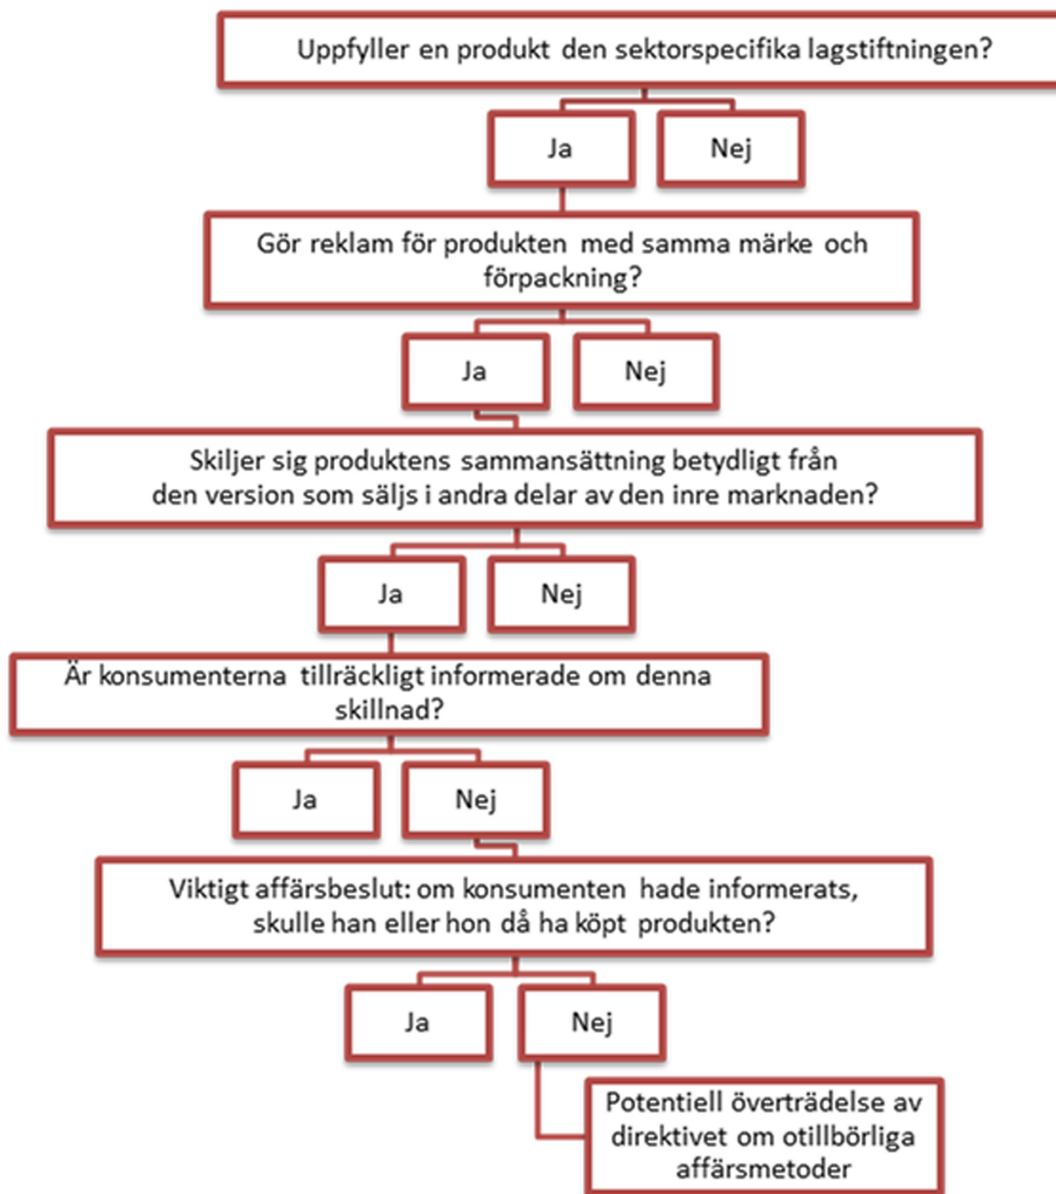 Uppfyller en produkt den sektorspecifika lagstiftningen?
Ja
Nej
Gör reklam för produkten med samma märke och
förpackning?
Ja
Nej
Skiljer sig produktens sammansättning betydligt från
den version som säljs i andra delar av den inre marknaden?
Ja
Nej
Är konsumenterna tillräckligt informerade om denna
skillnad?
Ja
Nej
Viktigt affärsbeslut: om konsumenten hade informerats,
skulle han eller hon då ha köpt produkten?
Ja
Nej
Potentiell överträdelse av
direktivet om otillbörliga
affärsmetoder